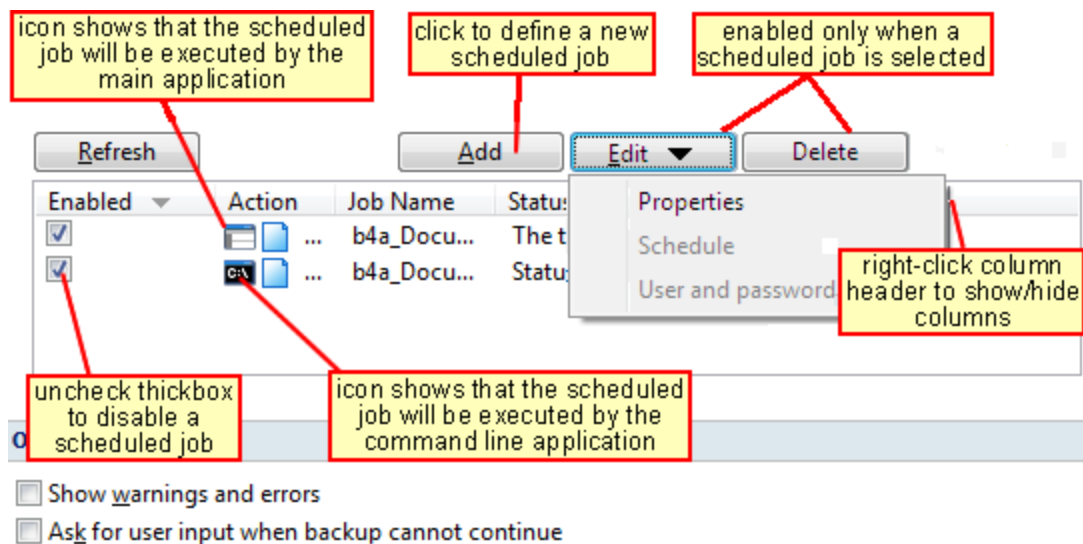 icon shows that the scheduled
job will be executed by the
main application
click to define a new
scheduled job
enabled only when a
scheduled job is selected
Refresh
Add
Edit
Delete
Enabled
Action
Job Name
Status
Properties
Schedule
User and password
... b4a_Docu...
The t
C:\ ... b4a_Docu...
Statu
right-click column
header to show/hide
columns
uncheck thickbox
to disable a
scheduled job
icon shows that the scheduled
job will be executed by the
command line application
Show warnings and errors
Ask for user input when backup cannot continue